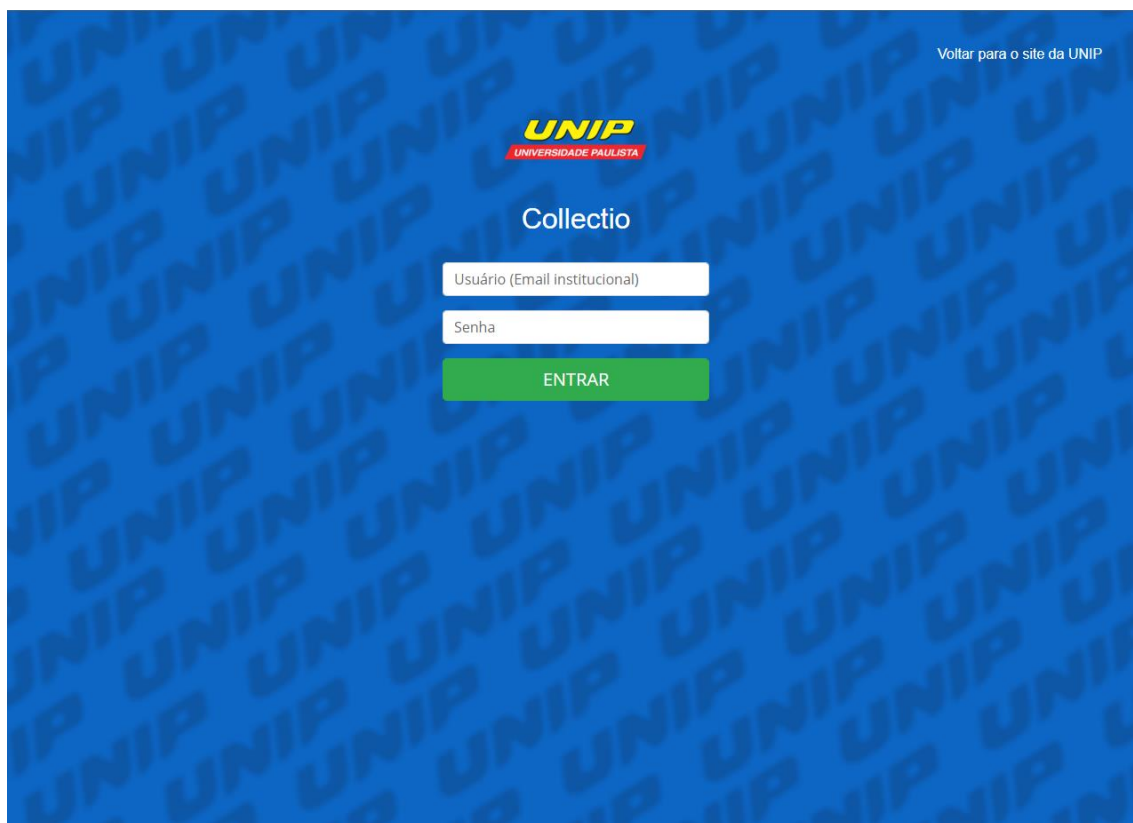 Voltar para o site da UNIP
UNIP
UNIVERSIDADE PAULISTA
Collectio
Usuário (Email institucional)
Senha
ENTRAR